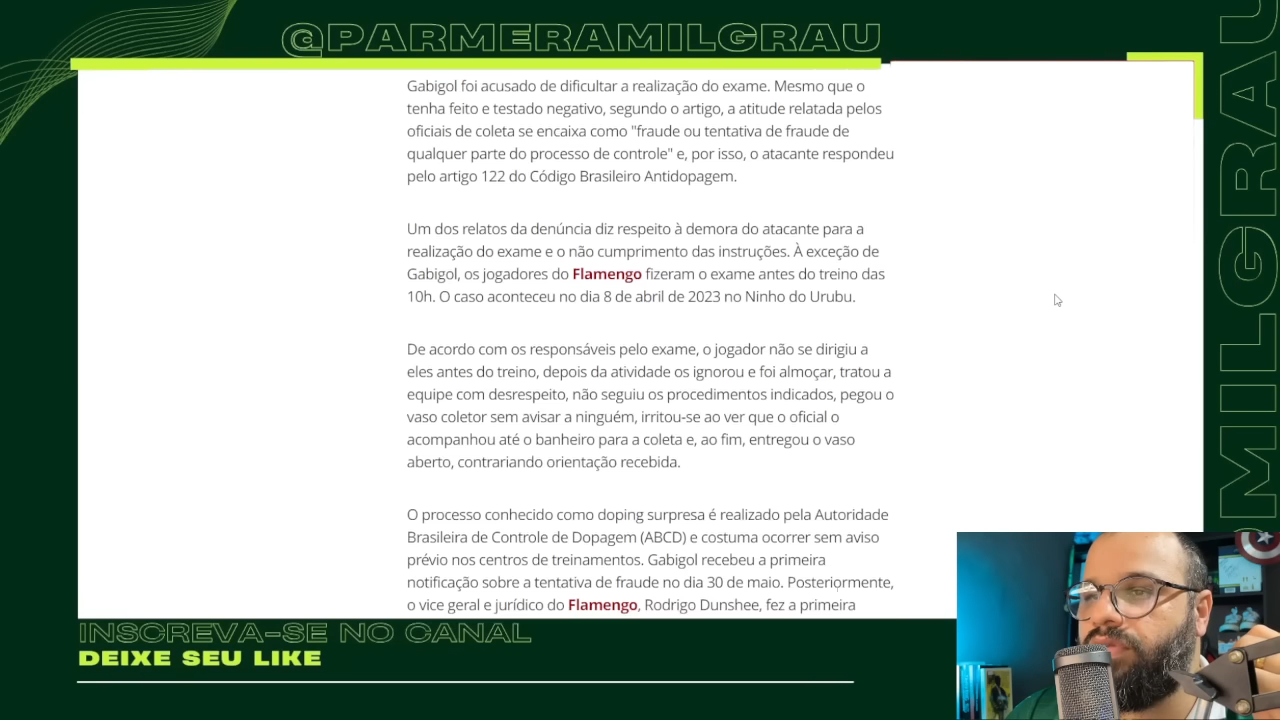 @PARMERAMILGRAU
Gabigol foi acusado de dificultar a realização do exame. Mesmo que o
tenha feito e testado negativo, segundo o artigo, a atitude relatada pelos
oficiais de coleta se encaixa como "fraude ou tentativa de fraude de
qualquer parte do processo de controle" e, por isso, o atacante respondeu
pelo artigo 122 do Código Brasileiro Antidopagem.
Um dos relatos da denúncia diz respeito à demora do atacante para a
realização do exame e o não cumprimento das instruções. À exceção de
Gabigol, os jogadores do Flamengo fizeram o exame antes do treino das
10h. O caso aconteceu no dia 8 de abril de 2023 no Ninho do Urubu.
De acordo com os responsáveis pelo exame, o jogador não se dirigiu a
eles antes do treino, depois da atividade os ignorou e foi almoçar, tratou a
equipe com desrespeito, não seguiu os procedimentos indicados, pegou o
vaso coletor sem avisar a ninguém, irritou-se ao ver que o oficial o
acompanhou até o banheiro para a coleta e, ao fim, entregou o vaso
aberto, contrariando orientação recebida.
O processo conhecido como doping surpresa é realizado pela Autoridade
Brasileira de Controle de Dopagem (ABCD) e costuma ocorrer sem aviso
prévio nos centros de treinamentos. Gabigol recebeu a primeira
notificação sobre a tentativa de fraude no dia 30 de maio. Posteriormente,
o vice geral e jurídico do Flamengo, Rodrigo Dunshee, fez a primeira
INSCREVA-SE NO CANAL
DEIXE SEU LIKE
MILGRAU